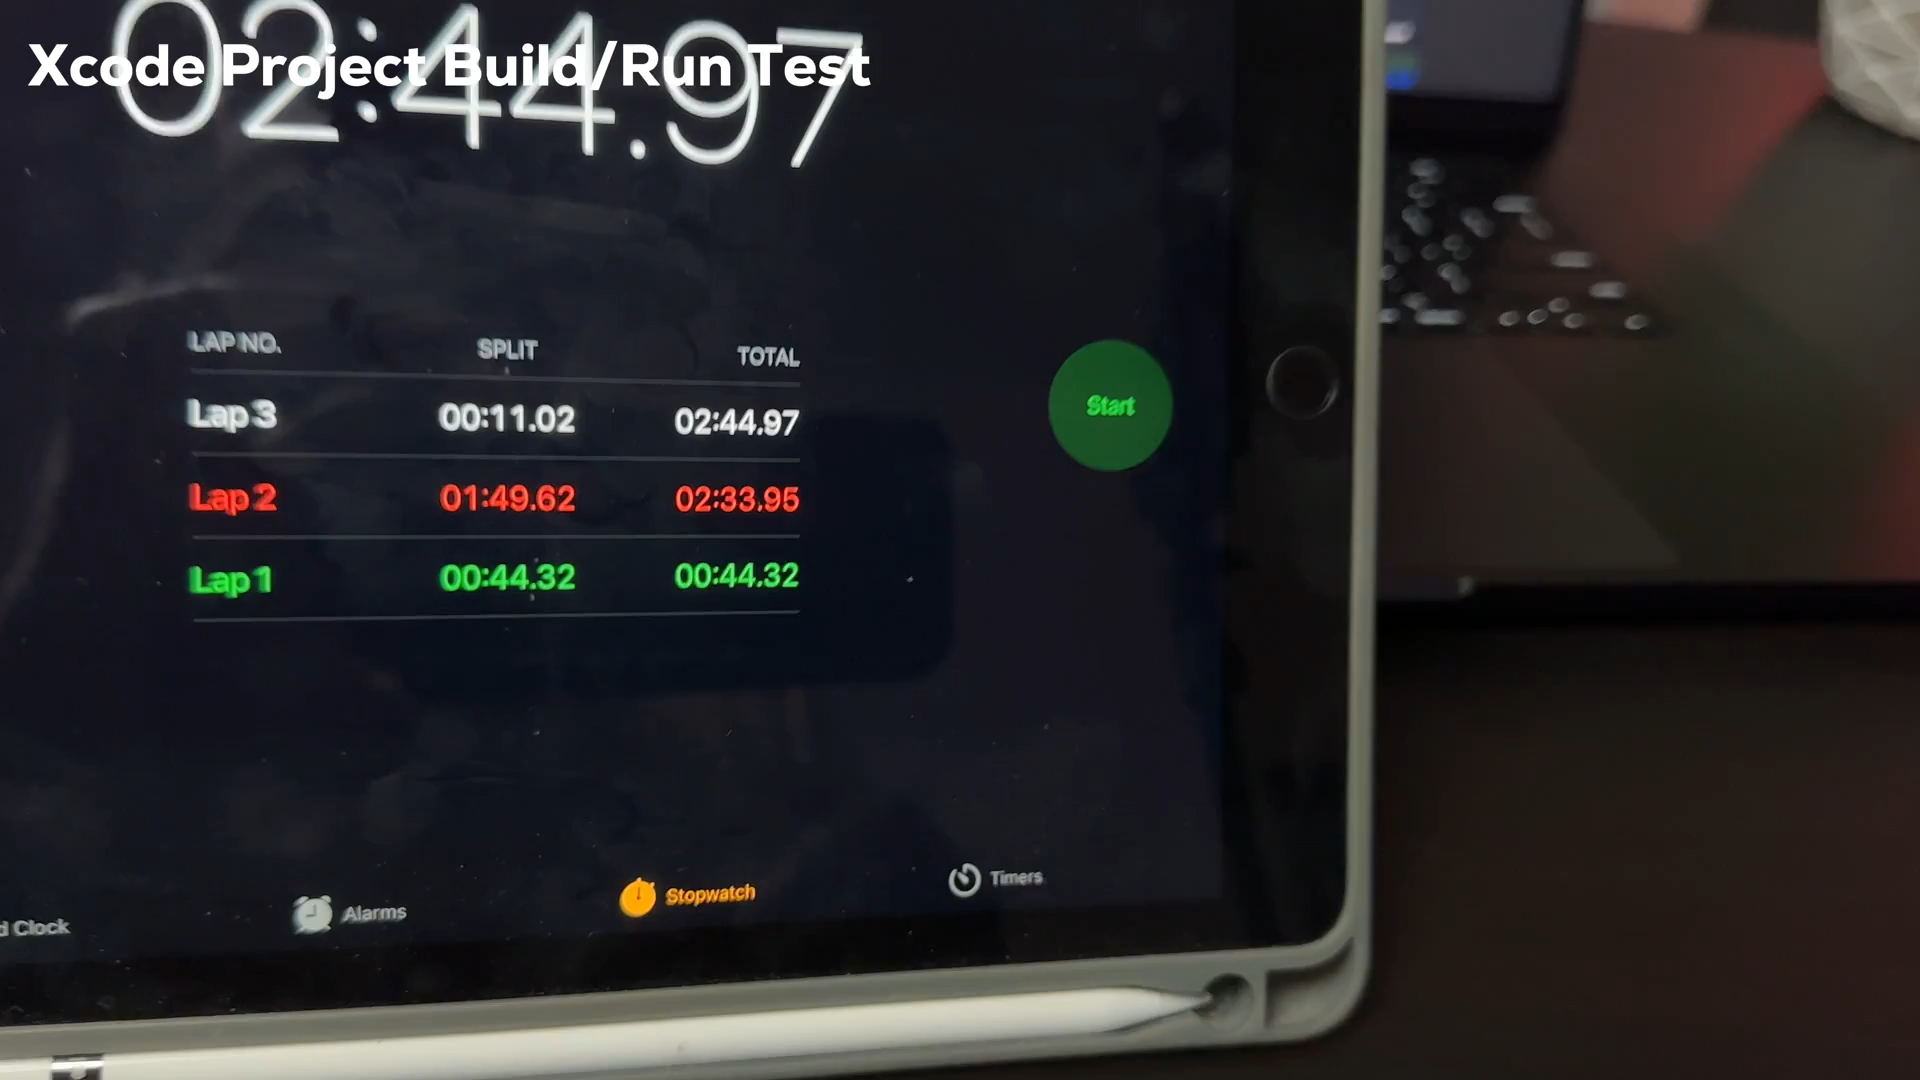 Xcode Project Build/Run Test
02:44.97
LAP NO. SPLIT TOTAL
Lap 3 00:11.02 02:44.97
Lap 2 01:49.62 02:33.95
Lap 1 00:44.32 00:44.32
Start
d Clock Alarms Stopwatch Timers